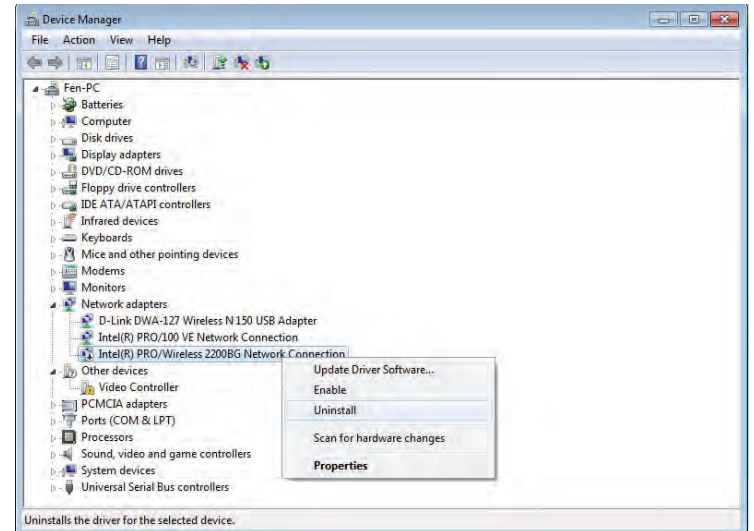 Device Manager
File Action View Help
Fen-PC
Batteries
Computer
Disk drives
Display adapters
DVD/CD-ROM drives
Floppy drive controllers
IDE ATA/ATAPI controllers
Infrared devices
Keyboards
Mice and other pointing devices
Modems
Monitors
Network adapters
D-Link DWA-127 Wireless N 150 USB Adapter
Intel(R) PRO/100 VE Network Connection
Intel(R) PRO/Wireless 2200BG Network Connection
Other devices
Video Controller
PCMCIA adapters
Ports (COM & LPT)
Processors
Sound, video and game controllers
System devices
Universal Serial Bus controllers
Update Driver Software...
Enable
Uninstall
Scan for hardware changes
Properties
Uninstalls the driver for the selected device.